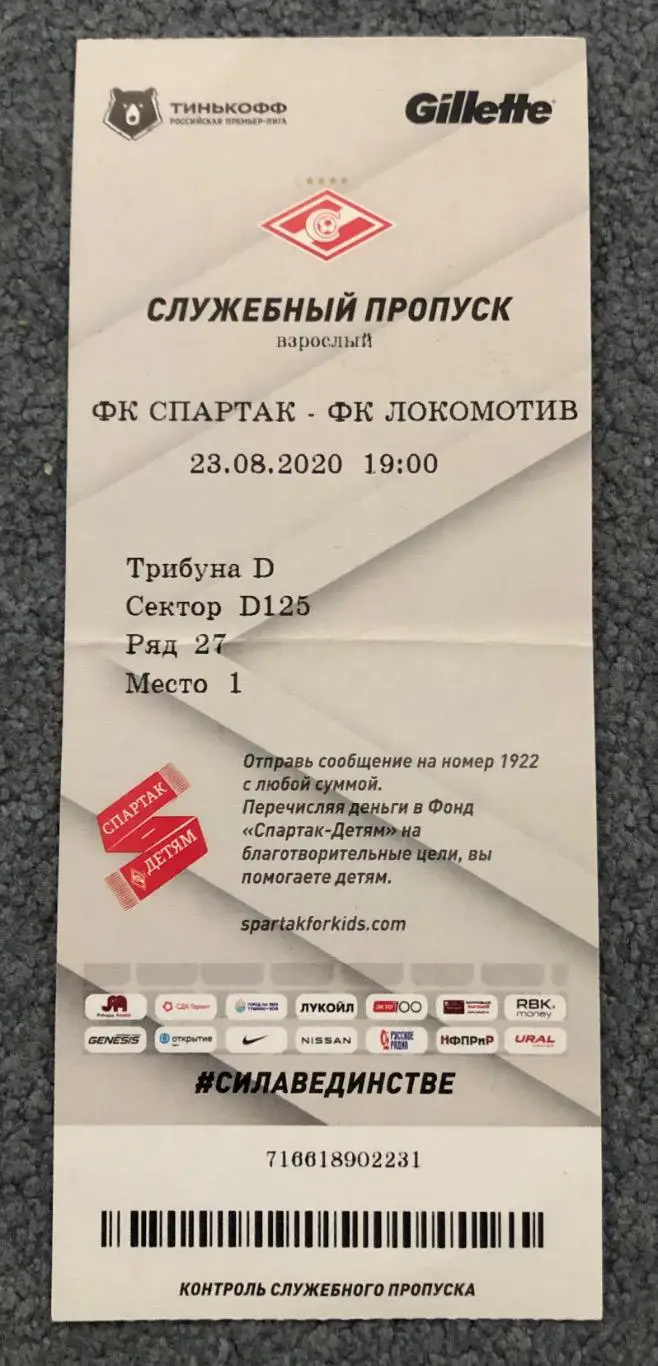 ТИНЬКОФФ
РОССИЙСКАЯ ПРЕМЬЕР-ЛИГА
Gillette
СЛУЖЕБНЫЙ ПРОПУСК
взрослый
ФК СПАРТАК - ФК ЛОКОМОТИВ
23.08.2020 19:00
Трибуна D
Сектор D125
Ряд 27
Место 1
Отправь сообщение на номер 1922
с любой суммой.
Перечисляя деньги в Фонд
«Спартак-Детям» на
благотворительные цели, вы
помогаете детям.
СПАРТАК
ДЕТЯМ
spartakforkids.com
ЛУКОЙЛ
100
RBK.
money
GENESIS
открытие
NISSAN
РУССКОЕ
РАДИО
НФПРиР
URAL
#СИЛАВЕДИНСТВЕ
716618902231
КОНТРОЛЬ СЛУЖЕБНОГО ПРОПУСКА